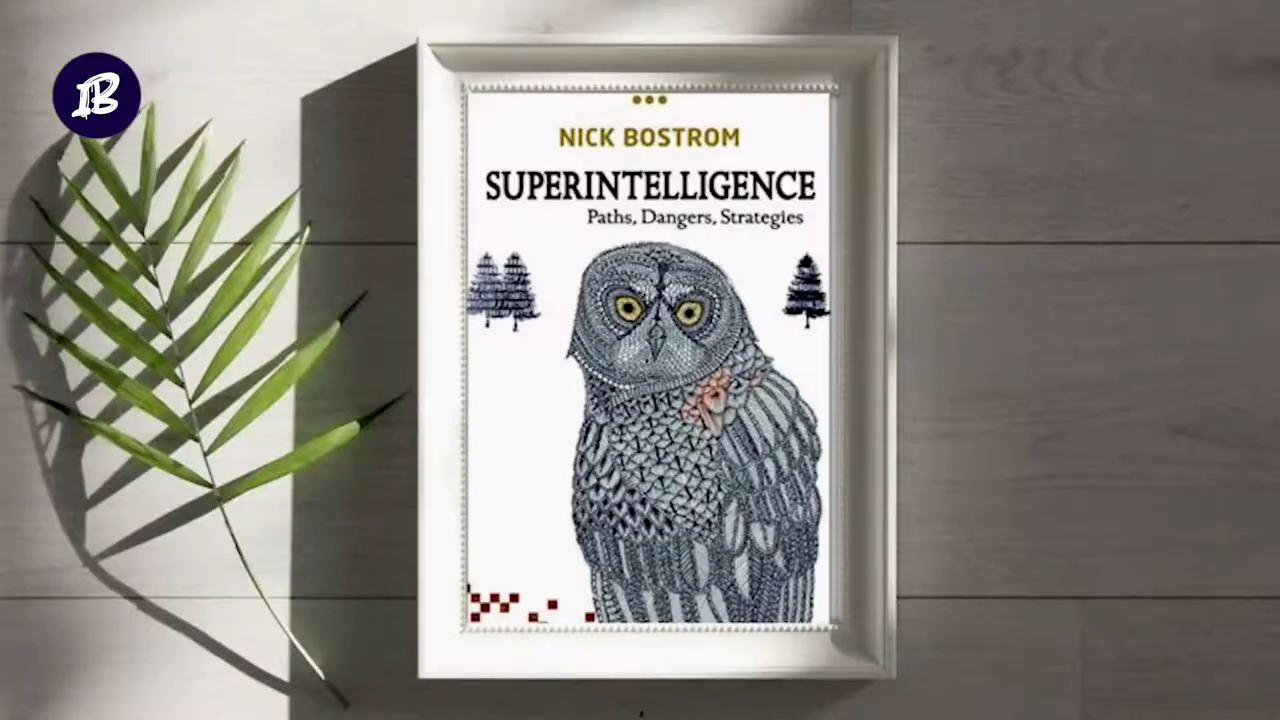 B
NICK BOSTROM
SUPERINTELLIGENCE
Paths, Dangers, Strategies